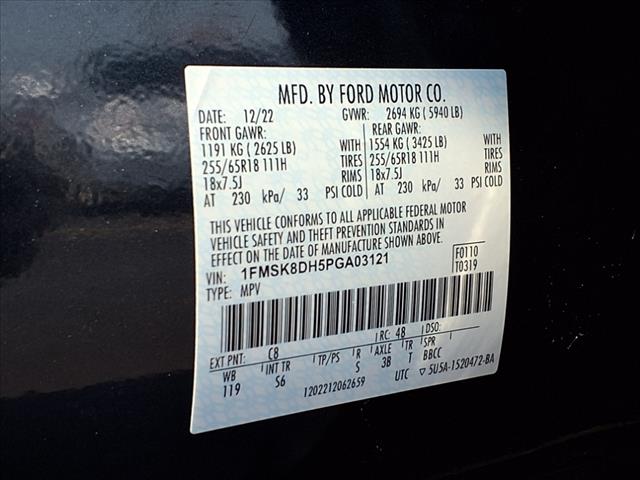 MFD. BY FORD MOTOR CO.
DATE: 12/22 GVWR: 2694 KG ( 5940 LB)
FRONT GAWR: REAR GAWR:
1191 KG ( 2625 LB) WITH 1554 KG ( 3425 LB) WITH
255/65R18 111H TIRES 255/65R18 111H TIRES
18x7.5J RIMS 18x7.5J RIMS
AT 230 kPa/ 33 PSI COLD AT 230 kPa/ 33 PSI COLD
THIS VEHICLE CONFORMS TO ALL APPLICABLE FEDERAL MOTOR
VEHICLE SAFETY AND THEFT PREVENTION STANDARDS IN
EFFECT ON THE DATE OF MANUFACTURE SHOWN ABOVE.
VIN: 1FMSK8DH5PGA03121 F0110
TYPE: MPV T0319
EXT PNT: C8 RC: 48 DSO:
WB INT TR TP/PS R AXLE TR SPR
119 S6 S 3B T BBCC
1202212062659 UTC ▽ 5U5A-1520472-BA